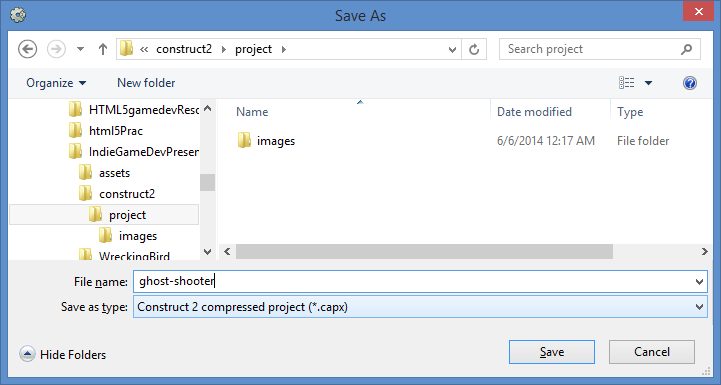 Save As
« construct2 project
Search project
Organize New folder
Name Date modified Type
HTML5gamedevReso
html5Prac
IndieGameDevPresen
assets
construct2
project
images
WreckingBird
images 6/6/2014 12:17 AM File folder
File name: ghost-shooter
Save as type: Construct 2 compressed project (*.capx)
Hide Folders
Save Cancel